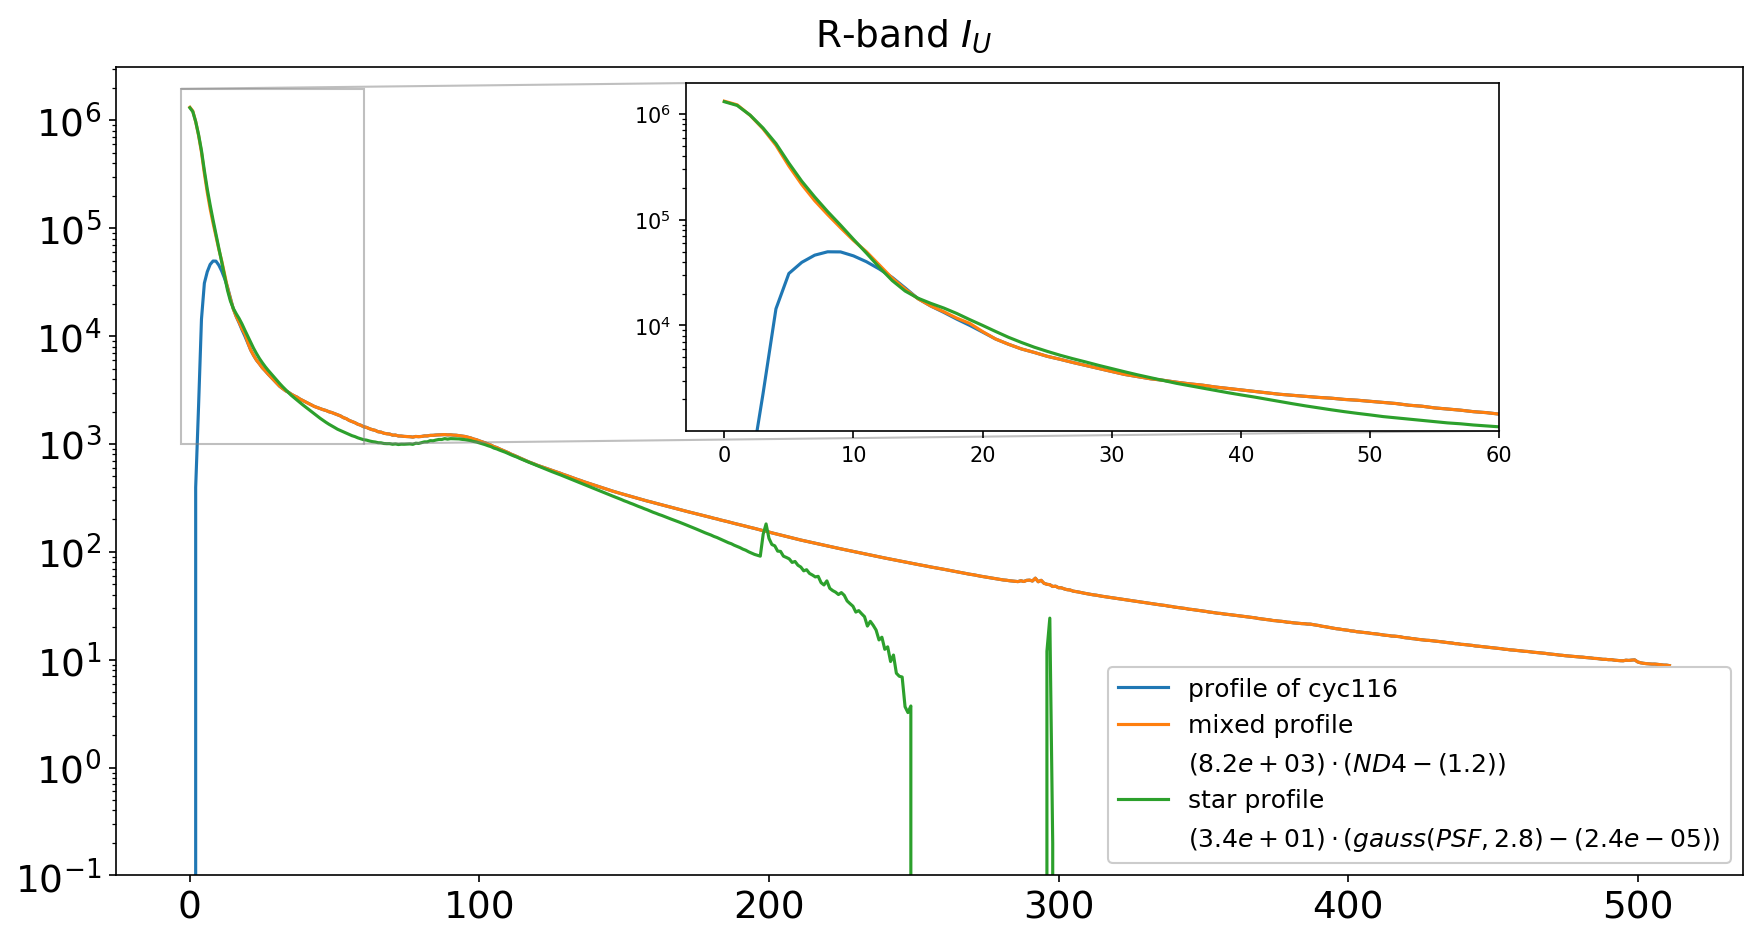 R-band I_U
10^6
10^5
10^4
10^3
10^2
10^1
10^0
10^−1
0 100 200 300 400 500
10^6
10^5
10^4
0 10 20 30 40 50 60
profile of cyc116
mixed profile
(8.2e + 03) · (ND4 − (1.2))
star profile
(3.4e + 01) · (gauss(PSF, 2.8) − (2.4e − 05))